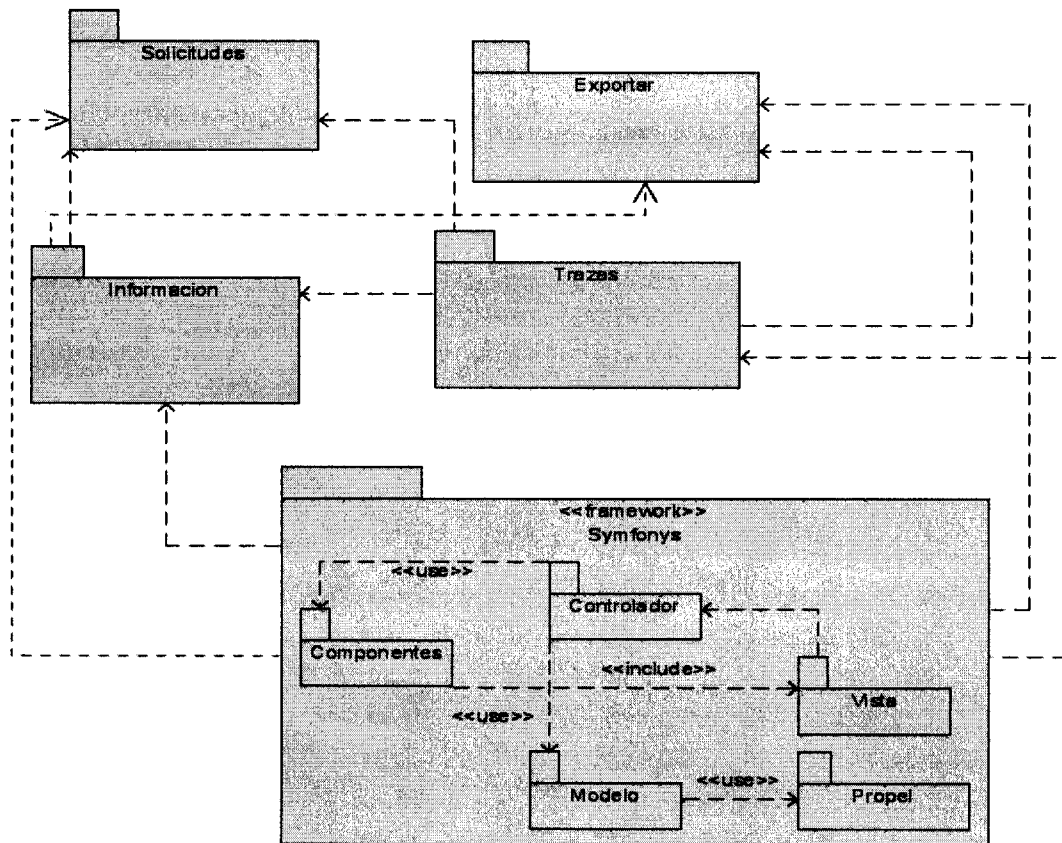 Solicitudes
Exportar
Informacion
Trazas
<<framework>>
Symfonys
<<use>>
Controlador
Componentes
<<include>>
Vista
<<use>>
Modelo
<<use>>
Propel